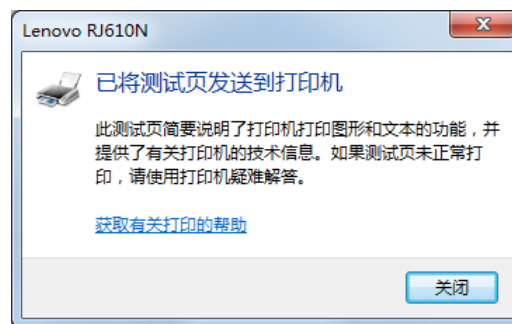 Lenovo RJ610N
已将测试页发送到打印机
此测试页简要说明了打印机打印图形和文本的功能，并
提供了有关打印机的技术信息。如果测试页未正常打
印，请使用打印机疑难解答。
获取有关打印的帮助
关闭